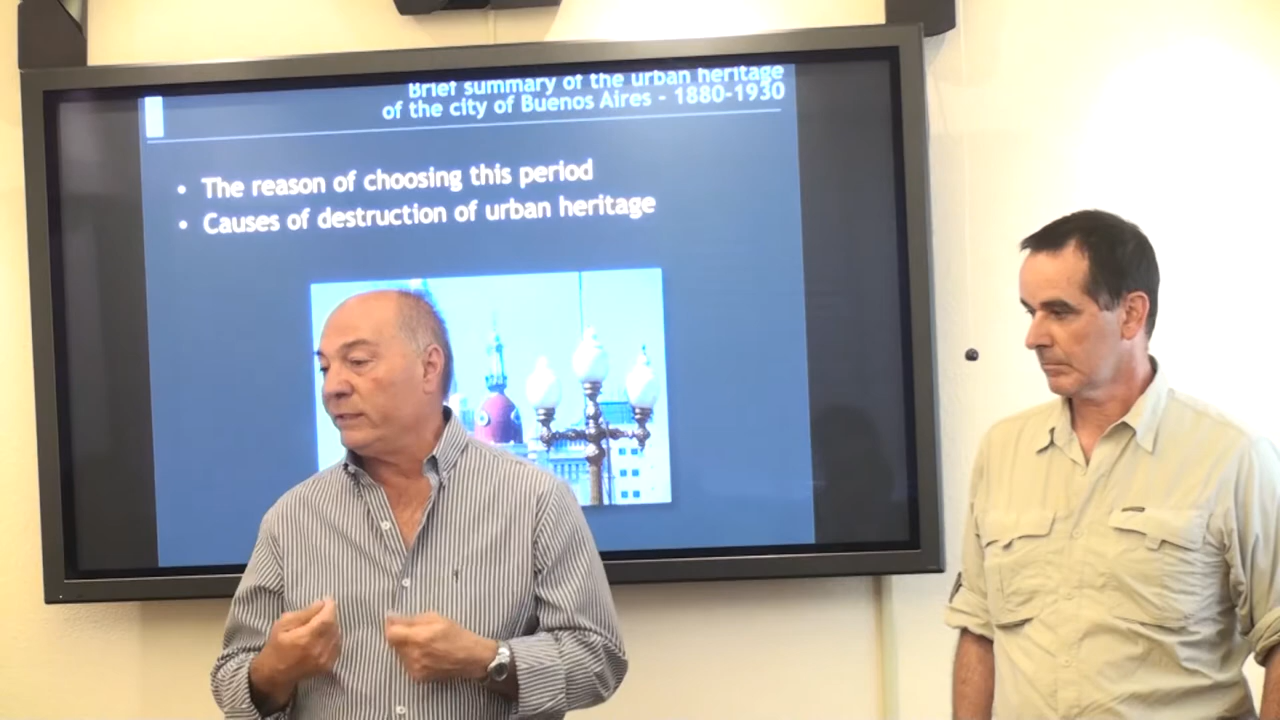 Brief summary of the urban heritage
of the city of Buenos Aires - 1880-1930
• The reason of choosing this period
• Causes of destruction of urban heritage